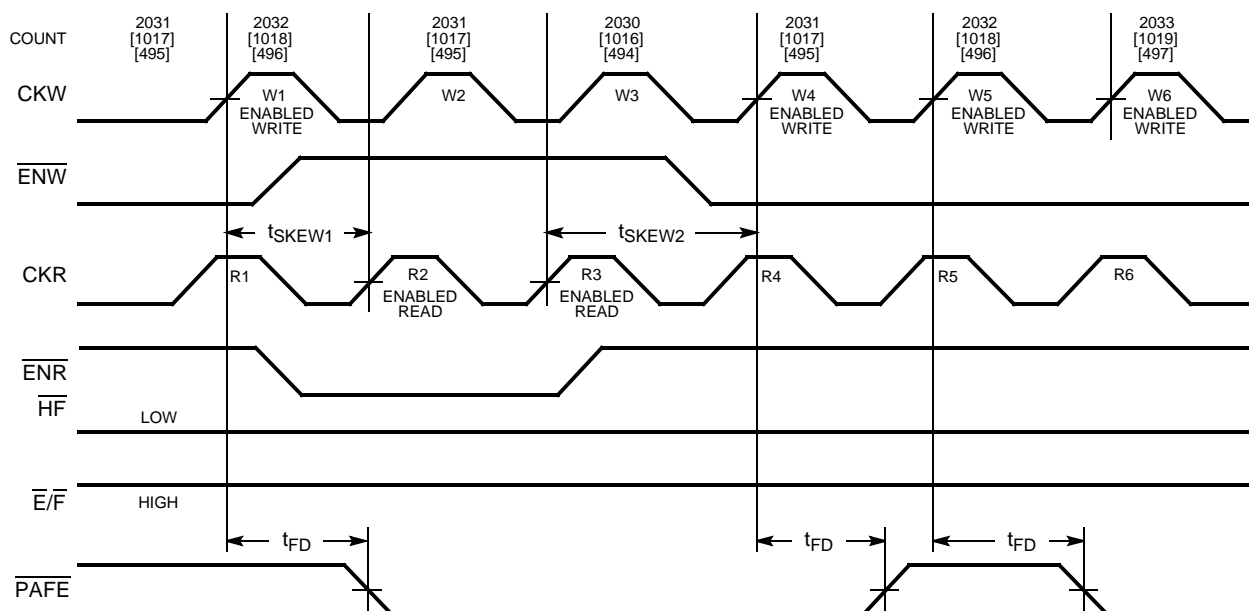 COUNT
2031 2032 2031 2030 2031 2032 2033
[1017] [1018] [1017] [1016] [1017] [1018] [1019]
[495] [496] [495] [494] [495] [496] [497]
CKW
W1 W2 W3 W4 W5 W6
ENABLED ENABLED ENABLED ENABLED
WRITE WRITE WRITE WRITE
ENW
tSKEW1 tSKEW2
CKR
R1 R2 R3 R4 R5 R6
ENABLED ENABLED
READ READ
ENR
HF
LOW
E/F
HIGH
tFD tFD tFD
PAFE